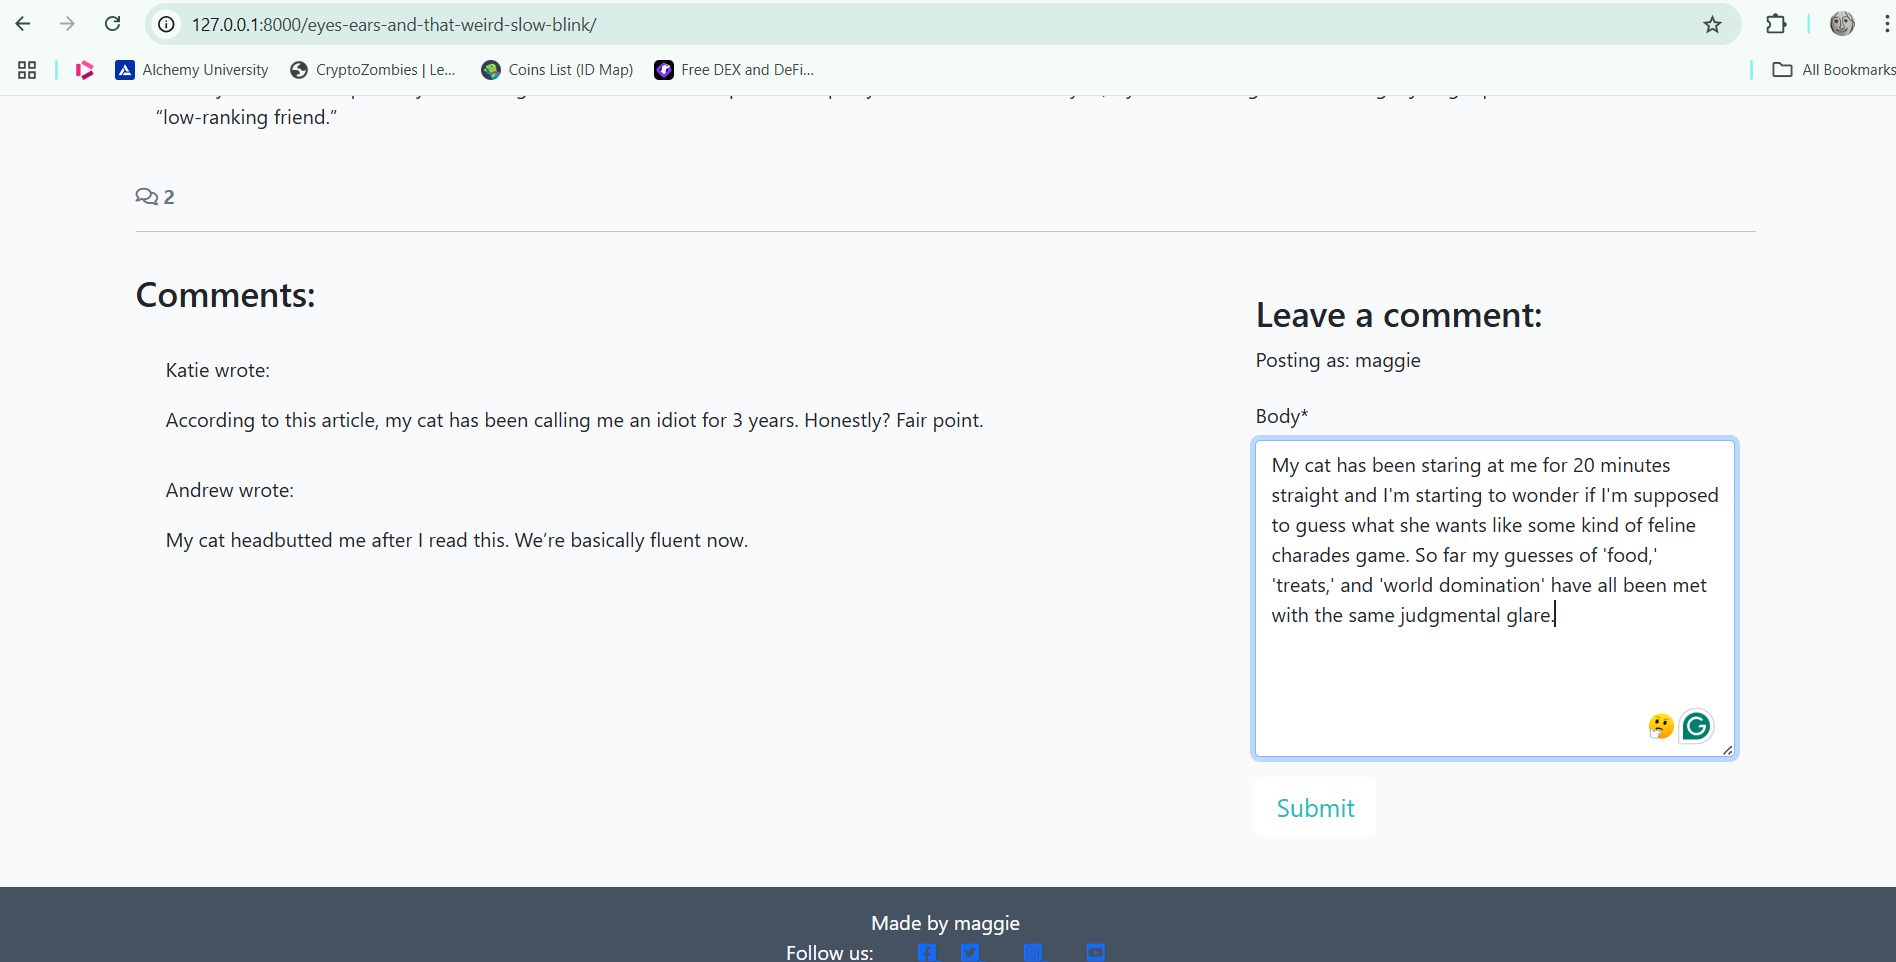 127.0.0.1:8000/eyes-ears-and-that-weird-slow-blink/
Alchemy University
CryptoZombies | Le...
Coins List (ID Map)
Free DEX and DeFi...
All Bookmarks
“low-ranking friend.”
2
Comments:
Katie wrote:
According to this article, my cat has been calling me an idiot for 3 years. Honestly? Fair point.
Andrew wrote:
My cat headbutted me after I read this. We’re basically fluent now.
Leave a comment:
Posting as: maggie
Body*
My cat has been staring at me for 20 minutes
straight and I'm starting to wonder if I'm supposed
to guess what she wants like some kind of feline
charades game. So far my guesses of 'food,'
'treats,' and 'world domination' have all been met
with the same judgmental glare.
Submit
Made by maggie
Follow us: